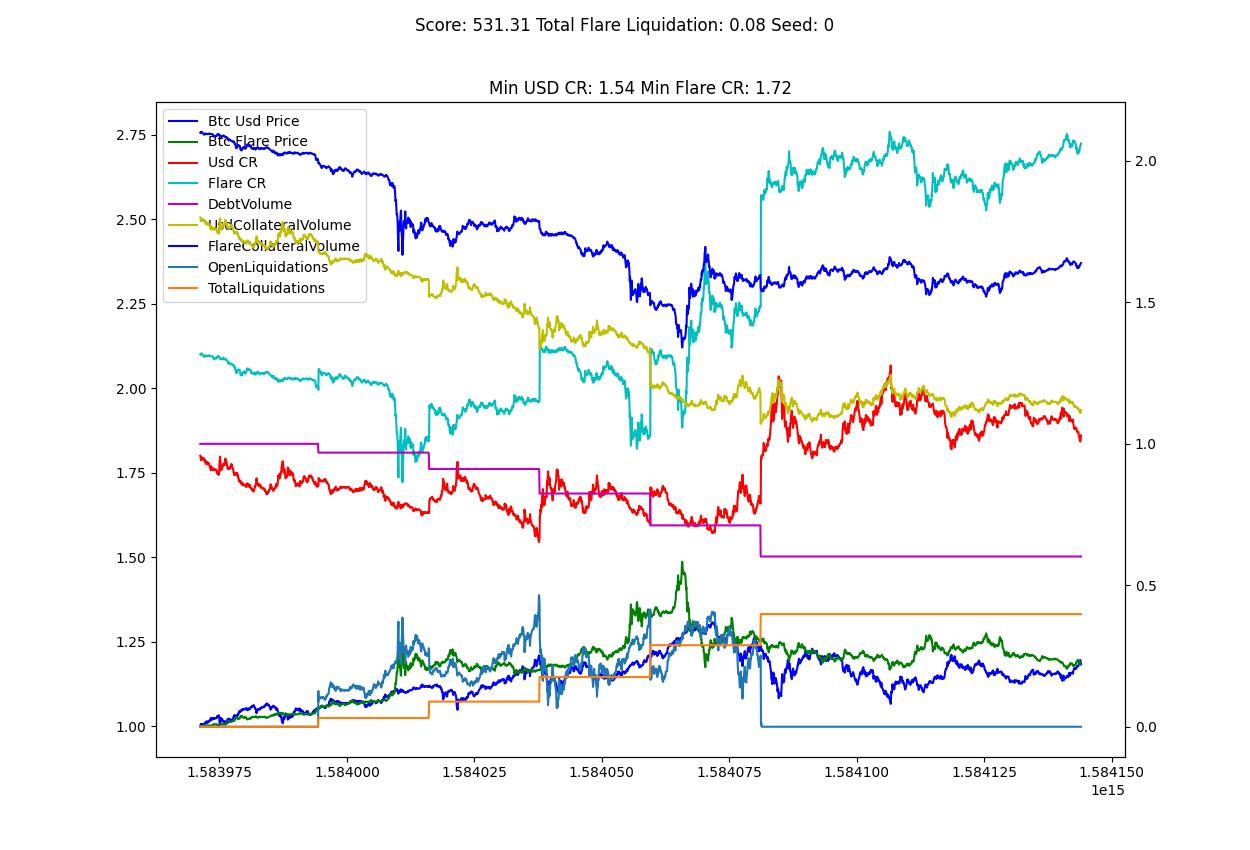 Score: 531.31 Total Flare Liquidation: 0.08 Seed: 0
Min USD CR: 1.54 Min Flare CR: 1.72
Btc Usd Price
Btc Flare Price
Usd CR
Flare CR
DebtVolume
UsdCollateralVolume
FlareCollateralVolume
OpenLiquidations
TotalLiquidations
2.75
2.50
2.25
2.00
1.75
1.50
1.25
1.00
2.0
1.5
1.0
0.5
0.0
1.583975 1.584000 1.584025 1.584050 1.584075 1.584100 1.584125 1.584150
1e15